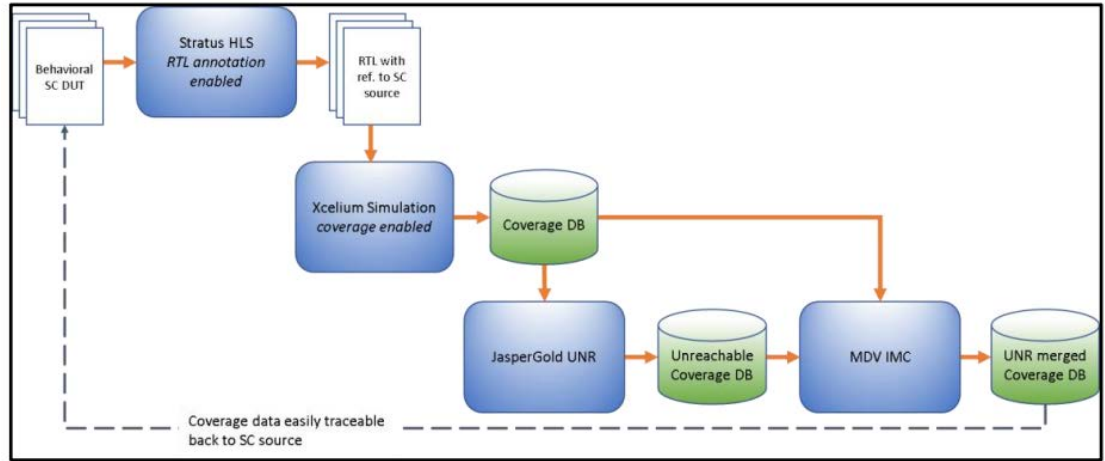 Behavioral
SC DUT
Stratus HLS
RTL annotation
enabled
RTL with
ref. to SC
source
Xcelium Simulation
coverage enabled
Coverage DB
JasperGold UNR
Unreachable
Coverage DB
MDV IMC
UNR merged
Coverage DB
Coverage data easily traceable
back to SC source